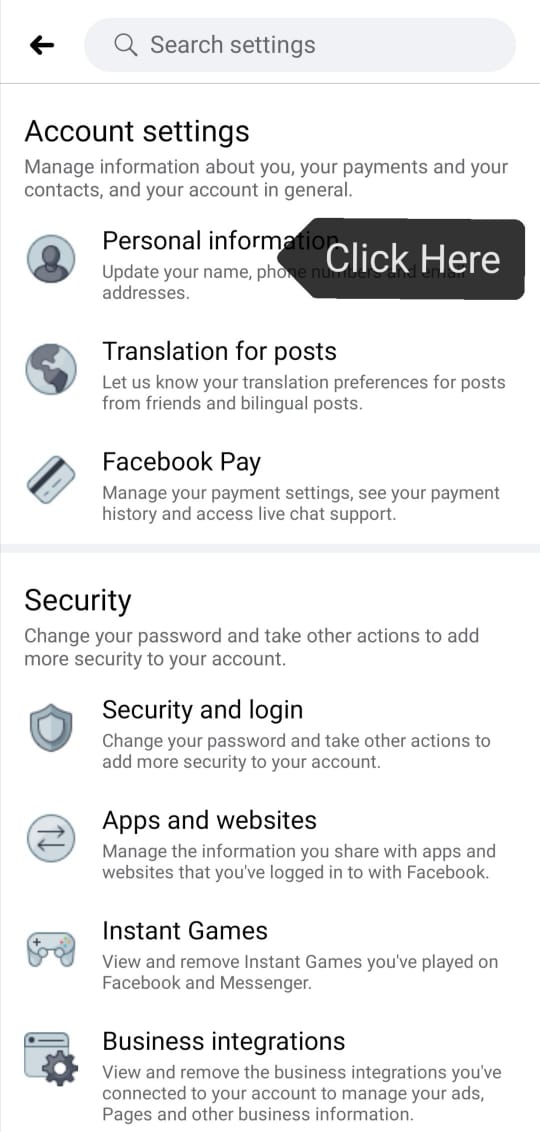 Search settings
Account settings
Manage information about you, your payments and your
contacts, and your account in general.
Personal information
Click Here
Update your name, phone numbers and email
addresses.
Translation for posts
Let us know your translation preferences for posts
from friends and bilingual posts.
Facebook Pay
Manage your payment settings, see your payment
history and access live chat support.
Security
Change your password and take other actions to add
more security to your account.
Security and login
Change your password and take other actions to
add more security to your account.
Apps and websites
Manage the information you share with apps and
websites that you've logged in to with Facebook.
Instant Games
View and remove Instant Games you've played on
Facebook and Messenger.
Business integrations
View and remove the business integrations you've
connected to your account to manage your ads,
Pages and other business information.